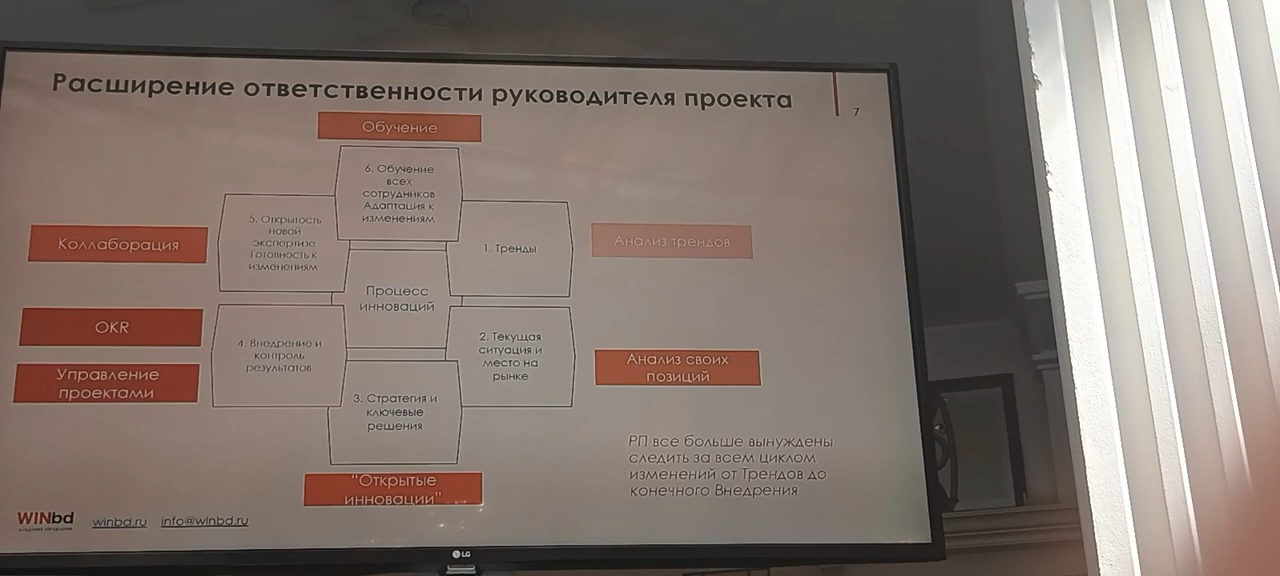 Расширение ответственности руководителя проекта
7
Обучение
6. Обучение
всех
сотрудников
Адаптация к
изменениям
5. Открытость
новой
экспертизе
Готовность к
изменениям
1. Тренды
Коллаборация
Анализ трендов
Процесс
инноваций
OKR
4. Внедрение и
контроль
результатов
2. Текущая
ситуация и
место на
рынке
Управление
проектами
Анализ своих
позиций
3. Стратегия и
ключевые
решения
РП все больше вынуждены
следить за всем циклом
изменений от Трендов до
конечного Внедрения
"Открытые
инновации"
WINbd
winbd.ru info@winbd.ru
LG